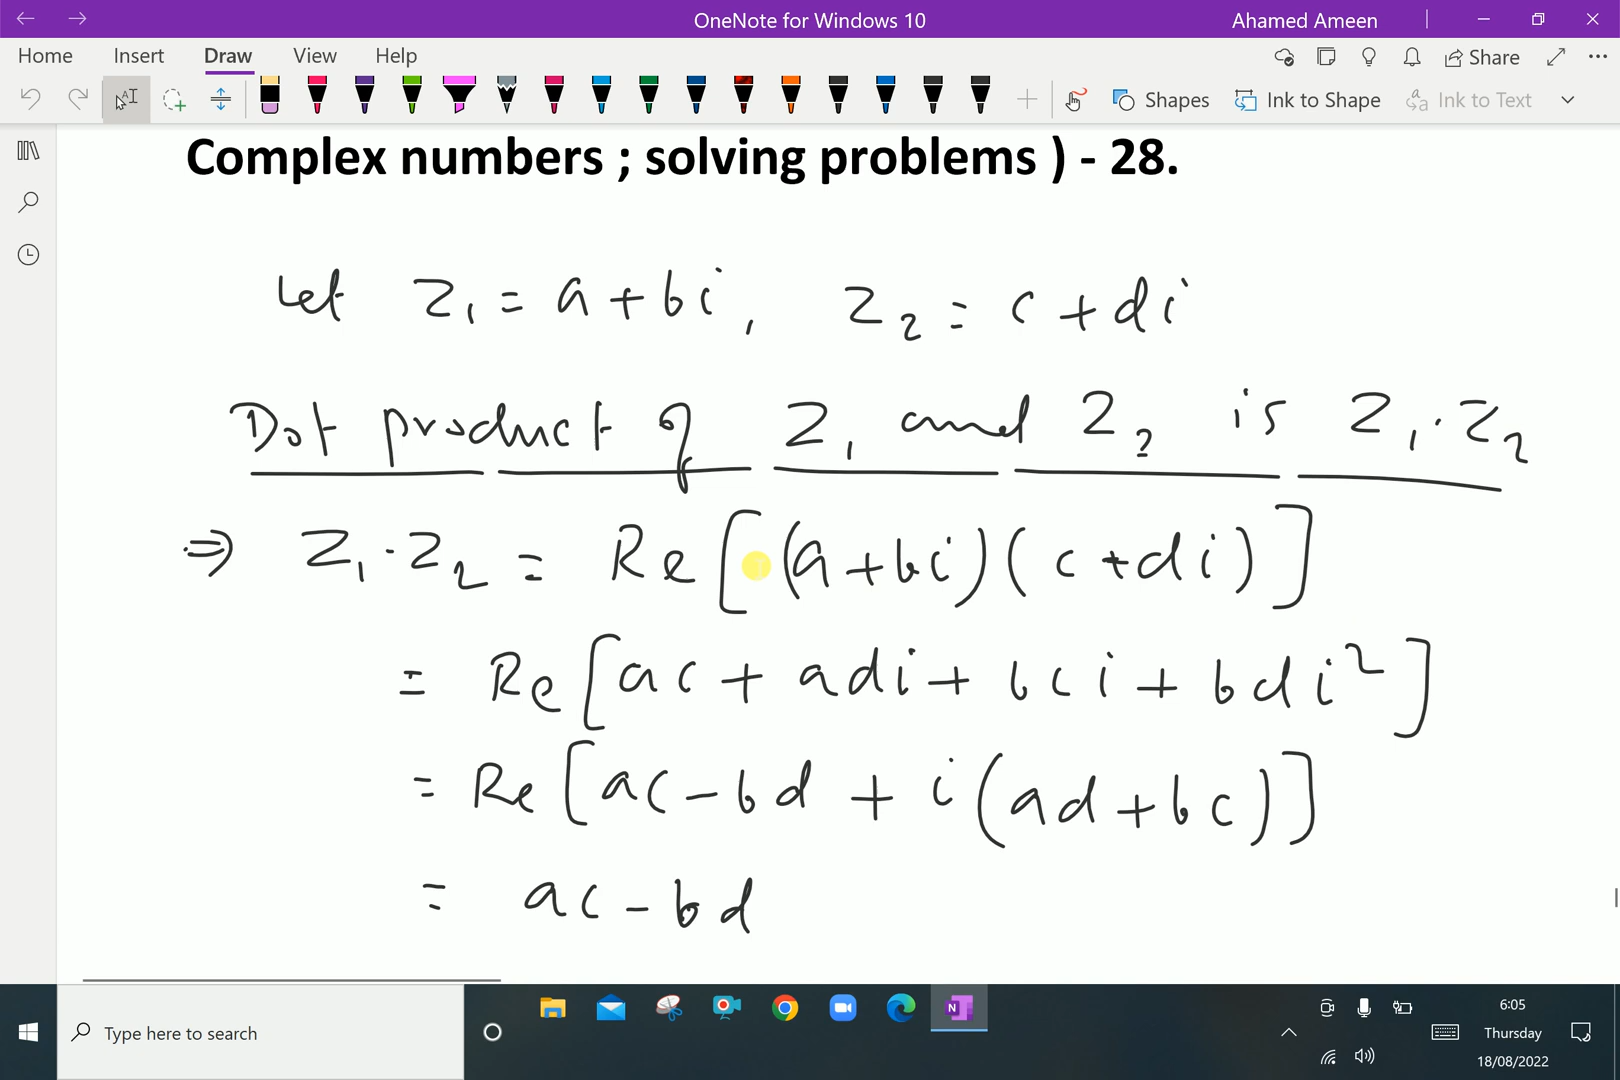 OneNote for Windows 10
Ahamed Ameen
Home Insert Draw View Help
Share
Shapes Ink to Shape Ink to Text
Complex numbers ; solving problems ) - 28.
Let Z₁ = a + bi, Z₂ = c + di
Dot product of Z₁ and Z₂ is Z₁ · Z₂
⇒ Z₁ · Z₂ = Re[(a + bi)(c + di)]
= Re[ac + adi + bci + bdi²]
= Re[ac - bd + i(ad + bc)]
= ac - bd
Type here to search
6:05
Thursday
18/08/2022